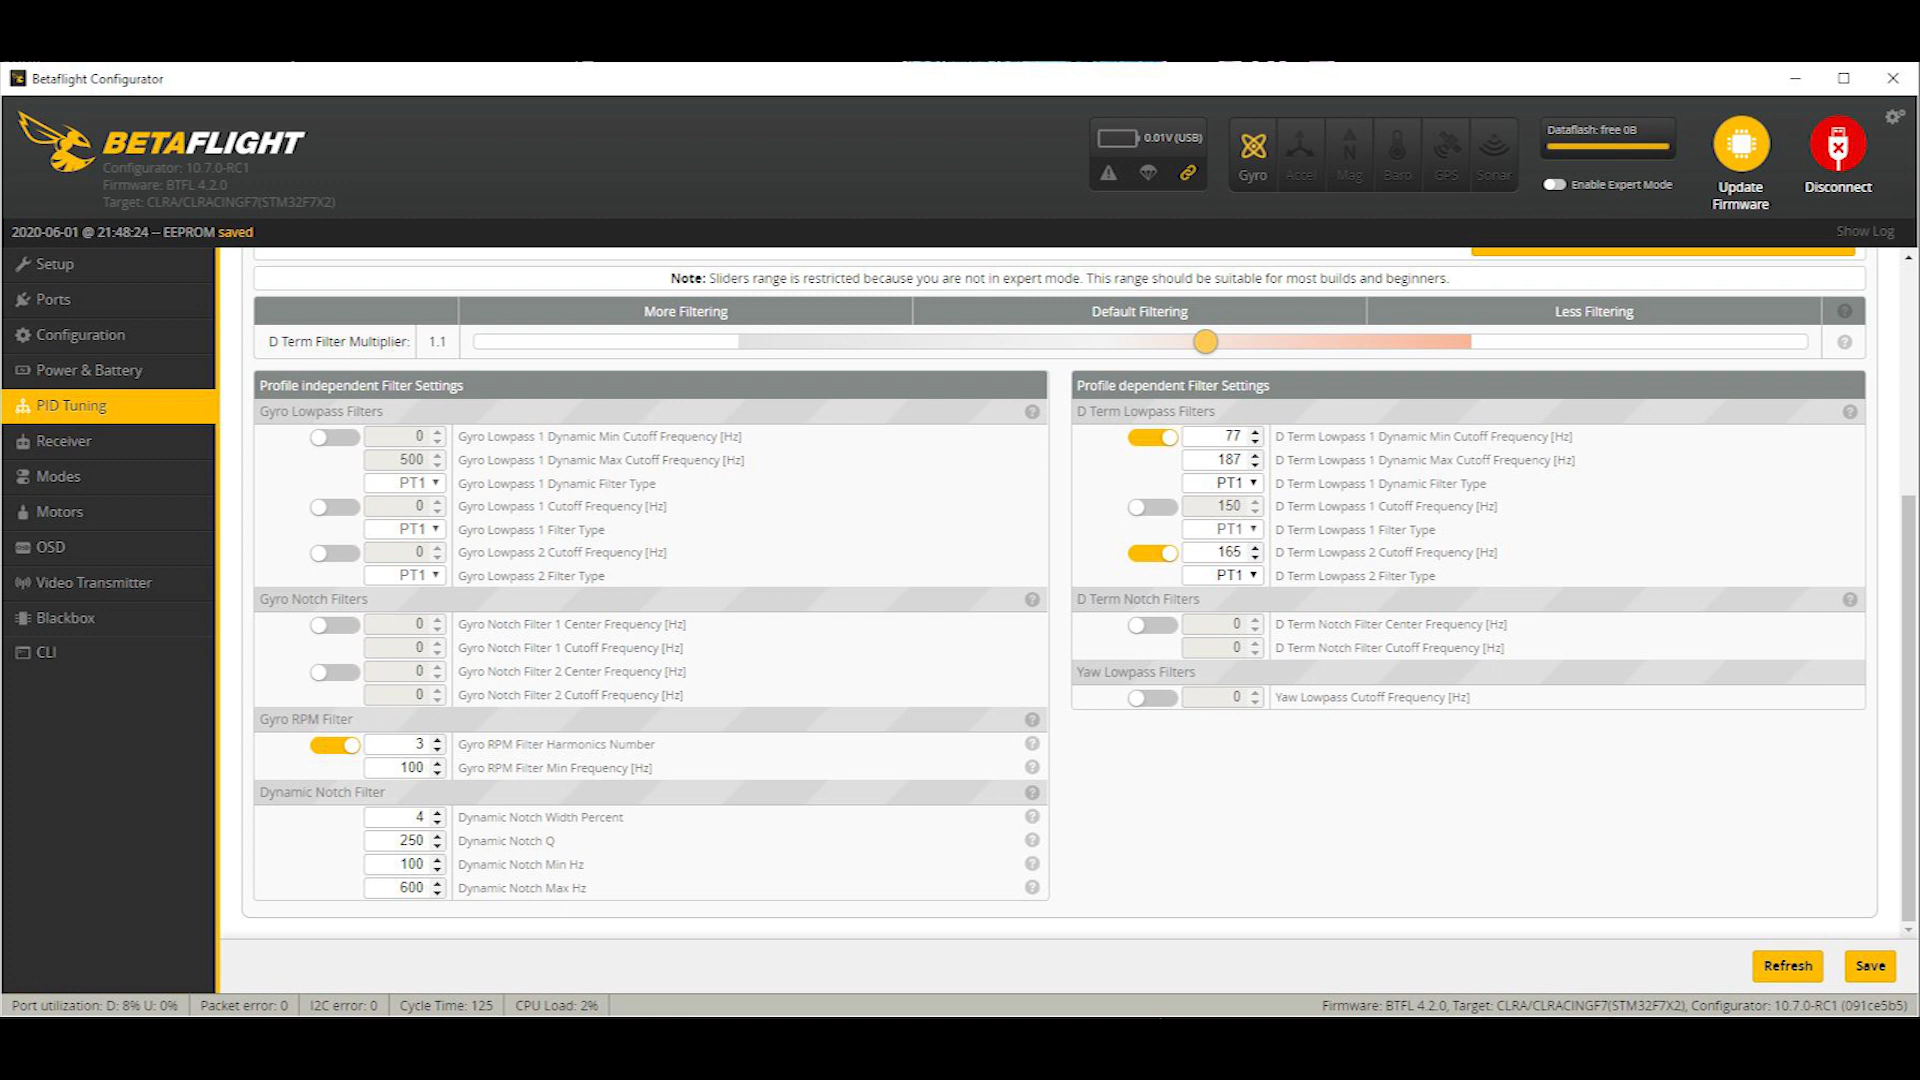 Betaflight Configurator
BETAFLIGHT
Configurator: 10.7.0-RC1
Firmware: BTFL 4.2.0
Target: CLRA/CLRACINGF7(STM32F7X2)
0.01V (USB)
Gyro
Accel
Mag
Baro
GPS
Sonar
Dataflash: free 0B
Enable Expert Mode
Update
Firmware
Disconnect
2020-06-01 @ 21:48:24 -- EEPROM saved
Show Log
Setup
Ports
Configuration
Power & Battery
PID Tuning
Receiver
Modes
Motors
OSD
Video Transmitter
Blackbox
CLI
Note: Sliders range is restricted because you are not in expert mode. This range should be suitable for most builds and beginners.
More Filtering Default Filtering Less Filtering
D Term Filter Multiplier: 1.1
Profile independent Filter Settings
Gyro Lowpass Filters
0 Gyro Lowpass 1 Dynamic Min Cutoff Frequency [Hz]
500 Gyro Lowpass 1 Dynamic Max Cutoff Frequency [Hz]
PT1 Gyro Lowpass 1 Dynamic Filter Type
0 Gyro Lowpass 1 Cutoff Frequency [Hz]
PT1 Gyro Lowpass 1 Filter Type
0 Gyro Lowpass 2 Cutoff Frequency [Hz]
PT1 Gyro Lowpass 2 Filter Type
Gyro Notch Filters
0 Gyro Notch Filter 1 Center Frequency [Hz]
0 Gyro Notch Filter 1 Cutoff Frequency [Hz]
0 Gyro Notch Filter 2 Center Frequency [Hz]
0 Gyro Notch Filter 2 Cutoff Frequency [Hz]
Gyro RPM Filter
3 Gyro RPM Filter Harmonics Number
100 Gyro RPM Filter Min Frequency [Hz]
Dynamic Notch Filter
4 Dynamic Notch Width Percent
250 Dynamic Notch Q
100 Dynamic Notch Min Hz
600 Dynamic Notch Max Hz
Profile dependent Filter Settings
D Term Lowpass Filters
77 D Term Lowpass 1 Dynamic Min Cutoff Frequency [Hz]
187 D Term Lowpass 1 Dynamic Max Cutoff Frequency [Hz]
PT1 D Term Lowpass 1 Dynamic Filter Type
150 D Term Lowpass 1 Cutoff Frequency [Hz]
PT1 D Term Lowpass 1 Filter Type
165 D Term Lowpass 2 Cutoff Frequency [Hz]
PT1 D Term Lowpass 2 Filter Type
D Term Notch Filters
0 D Term Notch Filter Center Frequency [Hz]
0 D Term Notch Filter Cutoff Frequency [Hz]
Yaw Lowpass Filters
0 Yaw Lowpass Cutoff Frequency [Hz]
Refresh
Save
Port utilization: D: 8% U: 0% Packet error: 0 I2C error: 0 Cycle Time: 125 CPU Load: 2% Firmware: BTFL 4.2.0, Target: CLRA/CLRACINGF7(STM32F7X2), Configurator: 10.7.0-RC1 (091ce5b5)